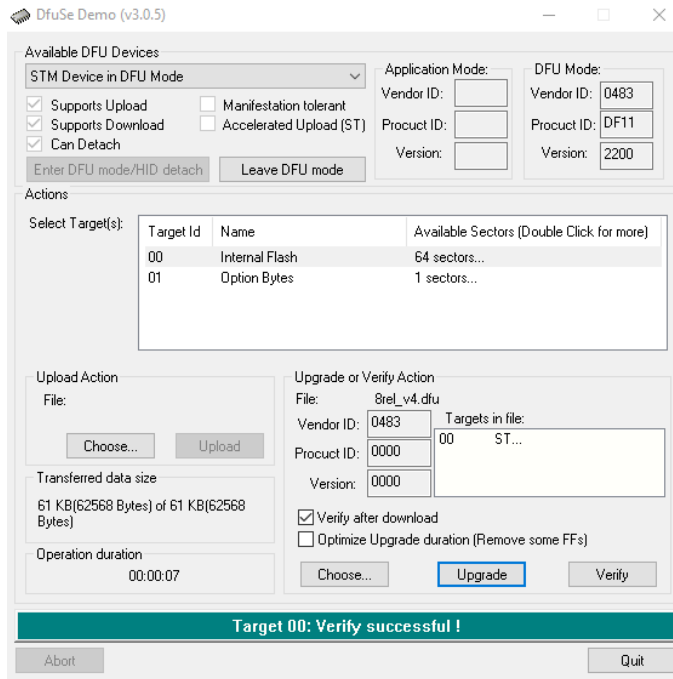 DfuSe Demo (v3.0.5)
Available DFU Devices
STM Device in DFU Mode
Supports Upload
Manifestation tolerant
Supports Download
Accelerated Upload (ST)
Can Detach
Enter DFU mode/HID detach
Leave DFU mode
Application Mode:
Vendor ID:
Procuct ID:
Version:
DFU Mode:
Vendor ID: 0483
Procuct ID: DF11
Version: 2200
Actions
Select Target(s):
Target Id Name Available Sectors (Double Click for more)
00 Internal Flash 64 sectors...
01 Option Bytes 1 sectors...
Upload Action
File:
Choose... Upload
Transferred data size
61 KB(62568 Bytes) of 61 KB(62568
Bytes)
Operation duration
00:00:07
Upgrade or Verify Action
File: 8rel_v4.dfu
Vendor ID: 0483
Procuct ID: 0000
Version: 0000
Targets in file:
00 ST...
Verify after download
Optimize Upgrade duration (Remove some FFs)
Choose... Upgrade Verify
Target 00: Verify successful !
Abort Quit